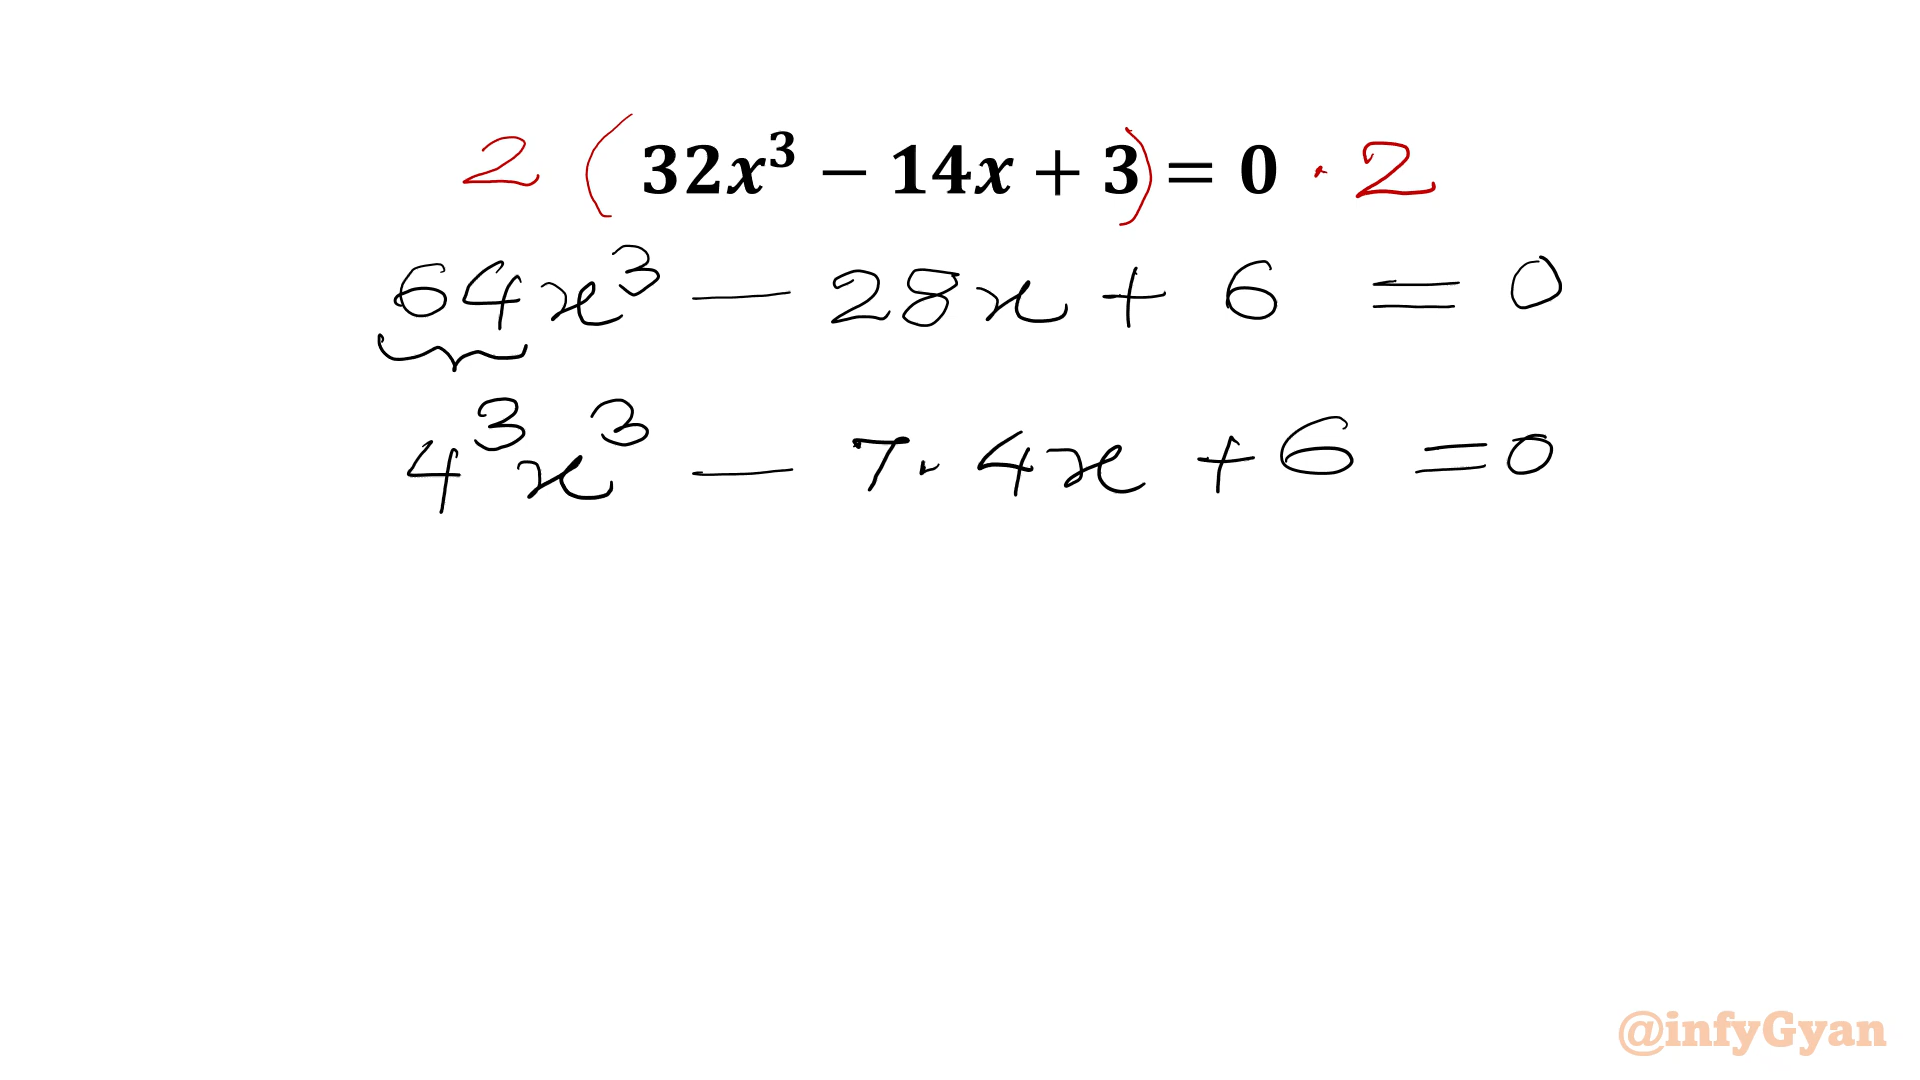 2 ( 32x³ − 14x + 3 ) = 0 · 2
64x³ − 28x + 6 = 0
4³x³ − 7 · 4x + 6 = 0
@infyGyan